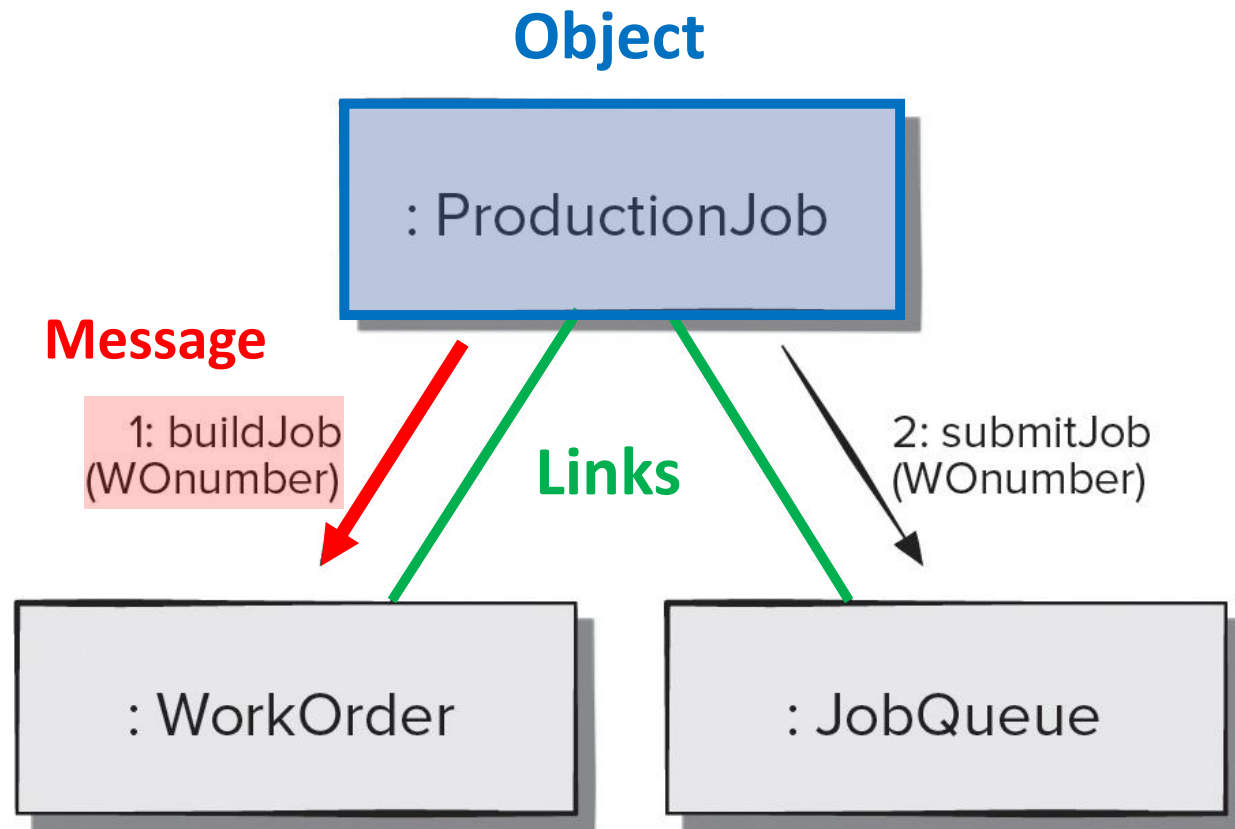 Object
: ProductionJob
Message
1: buildJob
(WOnumber)
Links
2: submitJob
(WOnumber)
: WorkOrder
: JobQueue